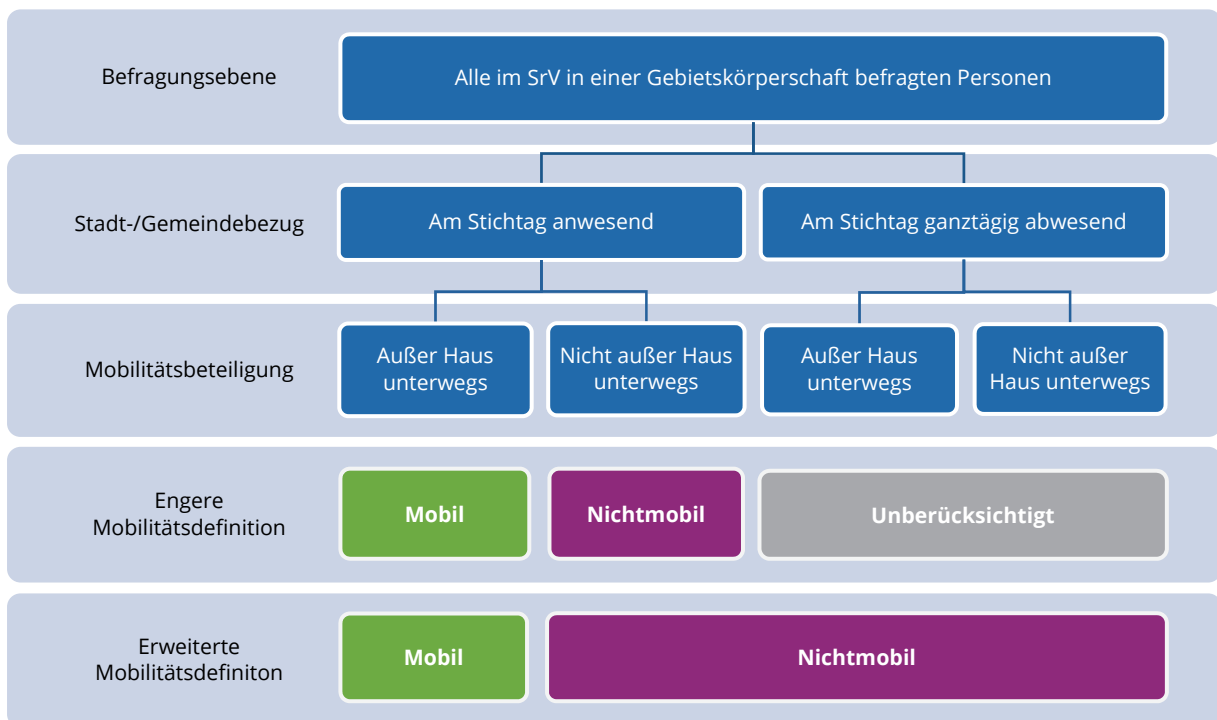 Befragungsebene
Alle im SrV in einer Gebietskörperschaft befragten Personen
Stadt-/Gemeindebezug
Am Stichtag anwesend
Am Stichtag ganztägig abwesend
Mobilitätsbeteiligung
Außer Haus
unterwegs
Nicht außer Haus
unterwegs
Außer Haus
unterwegs
Nicht außer
Haus unterwegs
Engere
Mobilitätsdefinition
Mobil
Nichtmobil
Unberücksichtigt
Erweiterte
Mobilitätsdefiniton
Mobil
Nichtmobil